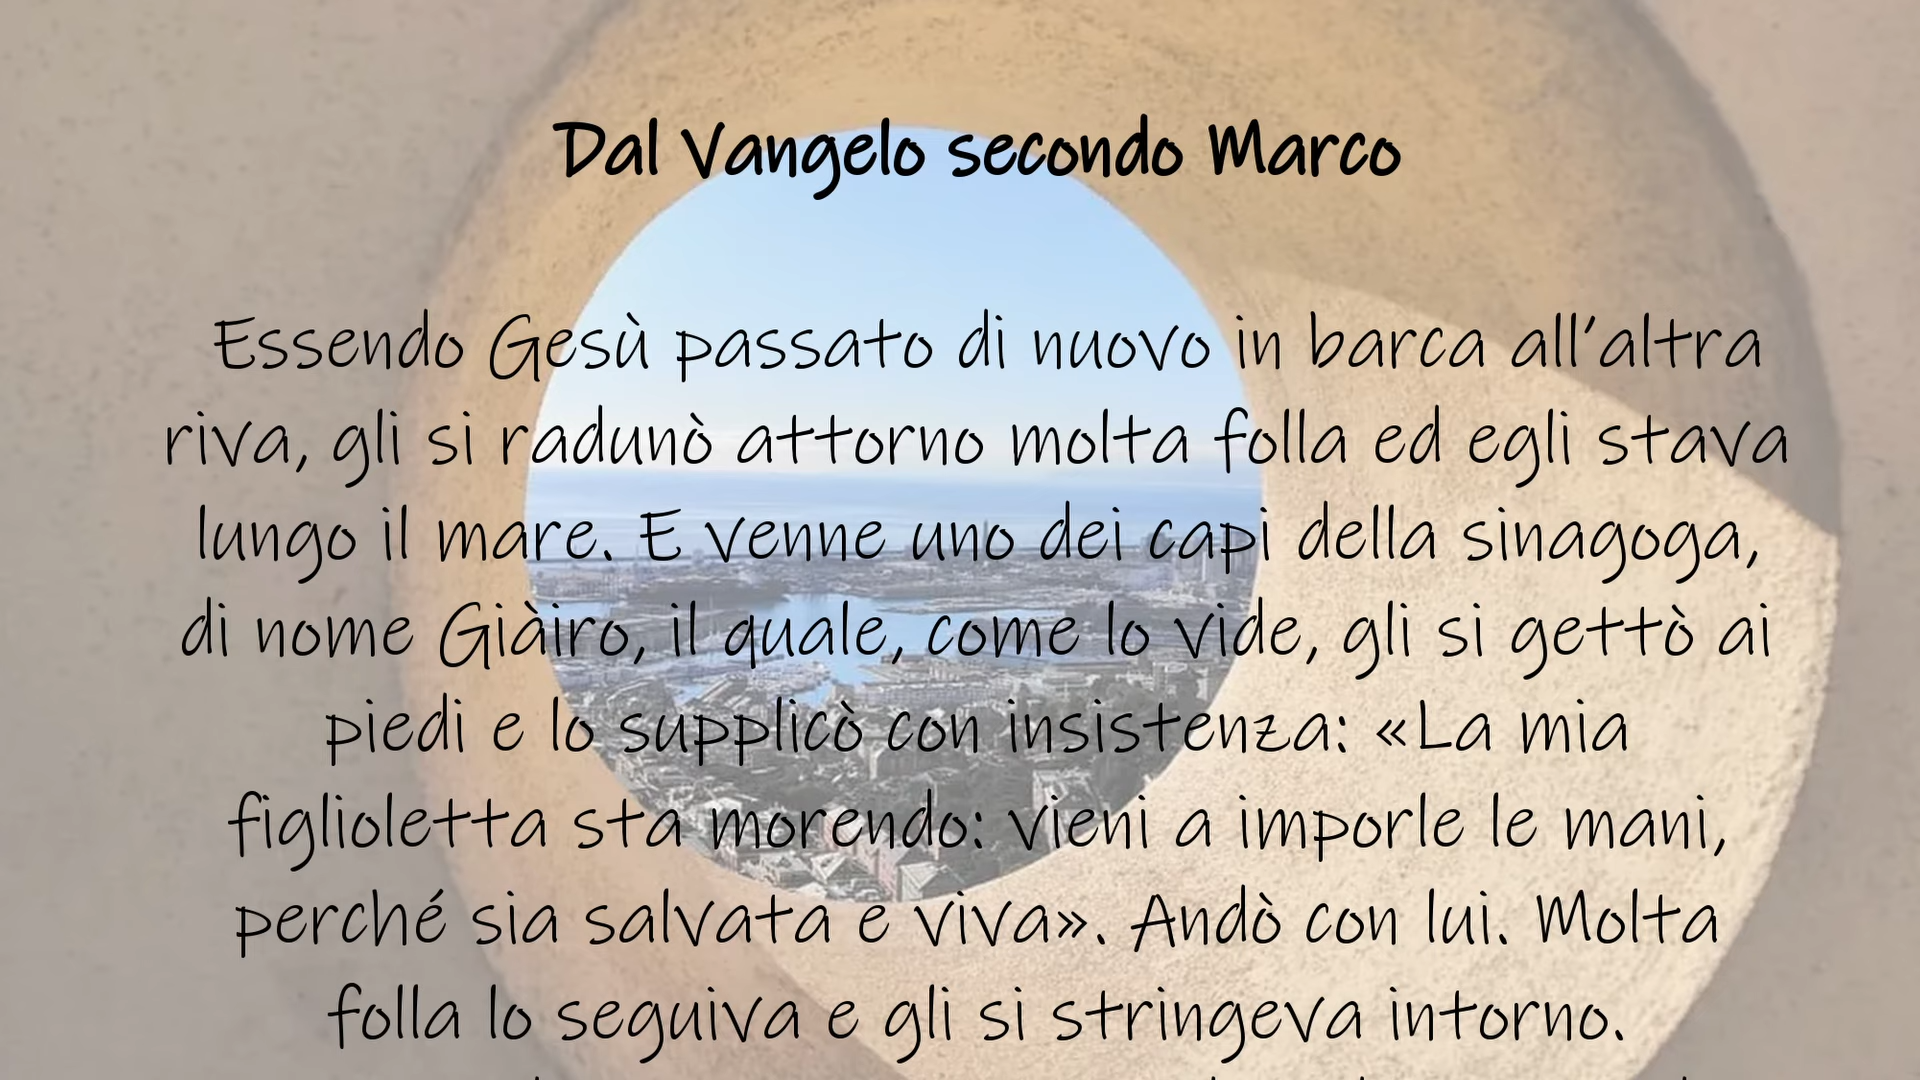 Dal Vangelo secondo Marco
Essendo Gesù passato di nuovo in barca all’altra
riva, gli si radunò attorno molta folla ed egli stava
lungo il mare. E venne uno dei capi della sinagoga,
di nome Giàiro, il quale, come lo vide, gli si gettò ai
piedi e lo supplicò con insistenza: «La mia
figlioletta sta morendo: vieni a imporle le mani,
perché sia salvata e viva». Andò con lui. Molta
folla lo seguiva e gli si stringeva intorno.